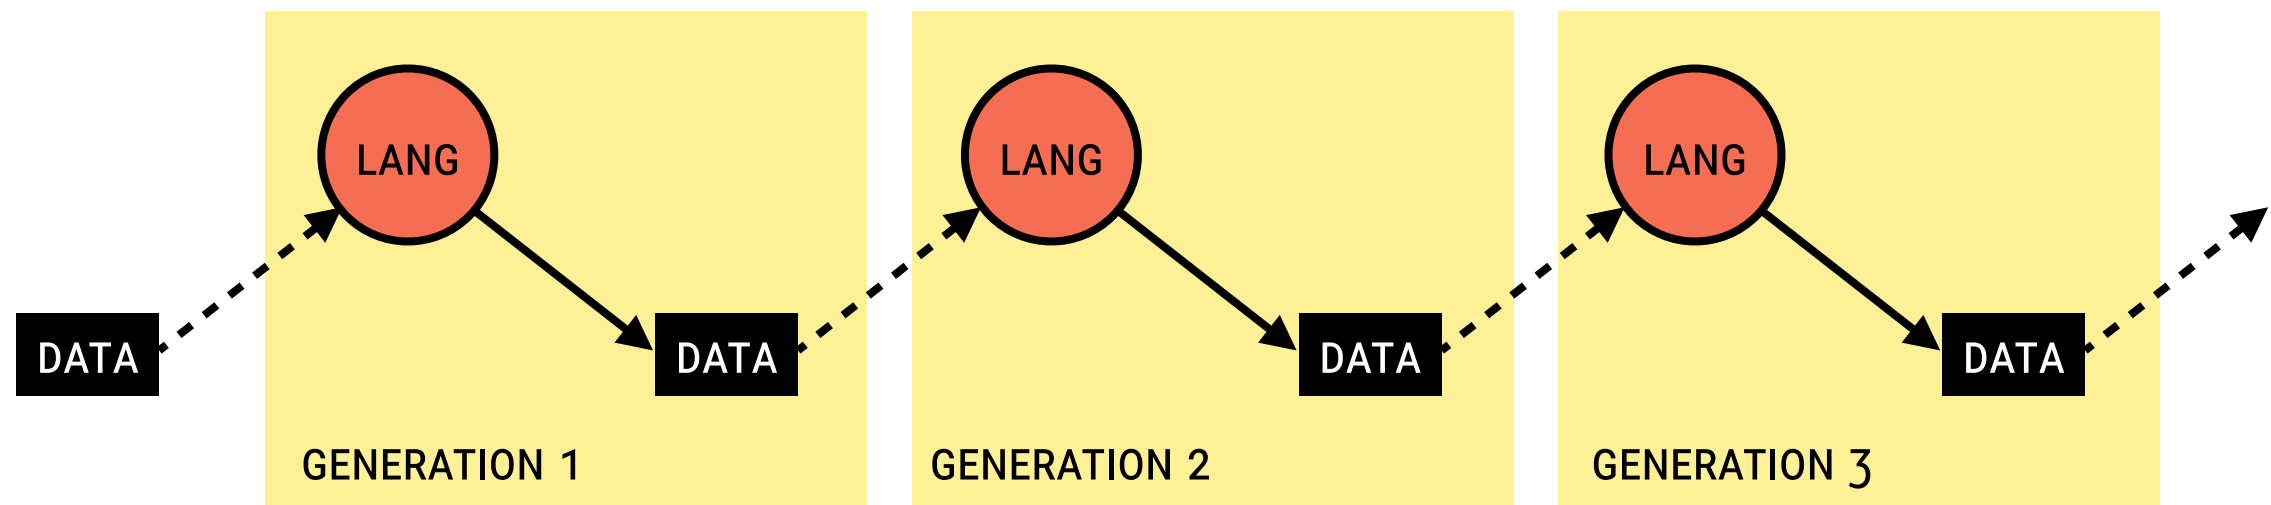 LANG
LANG
LANG
DATA
DATA
DATA
DATA
GENERATION 1
GENERATION 2
GENERATION 3